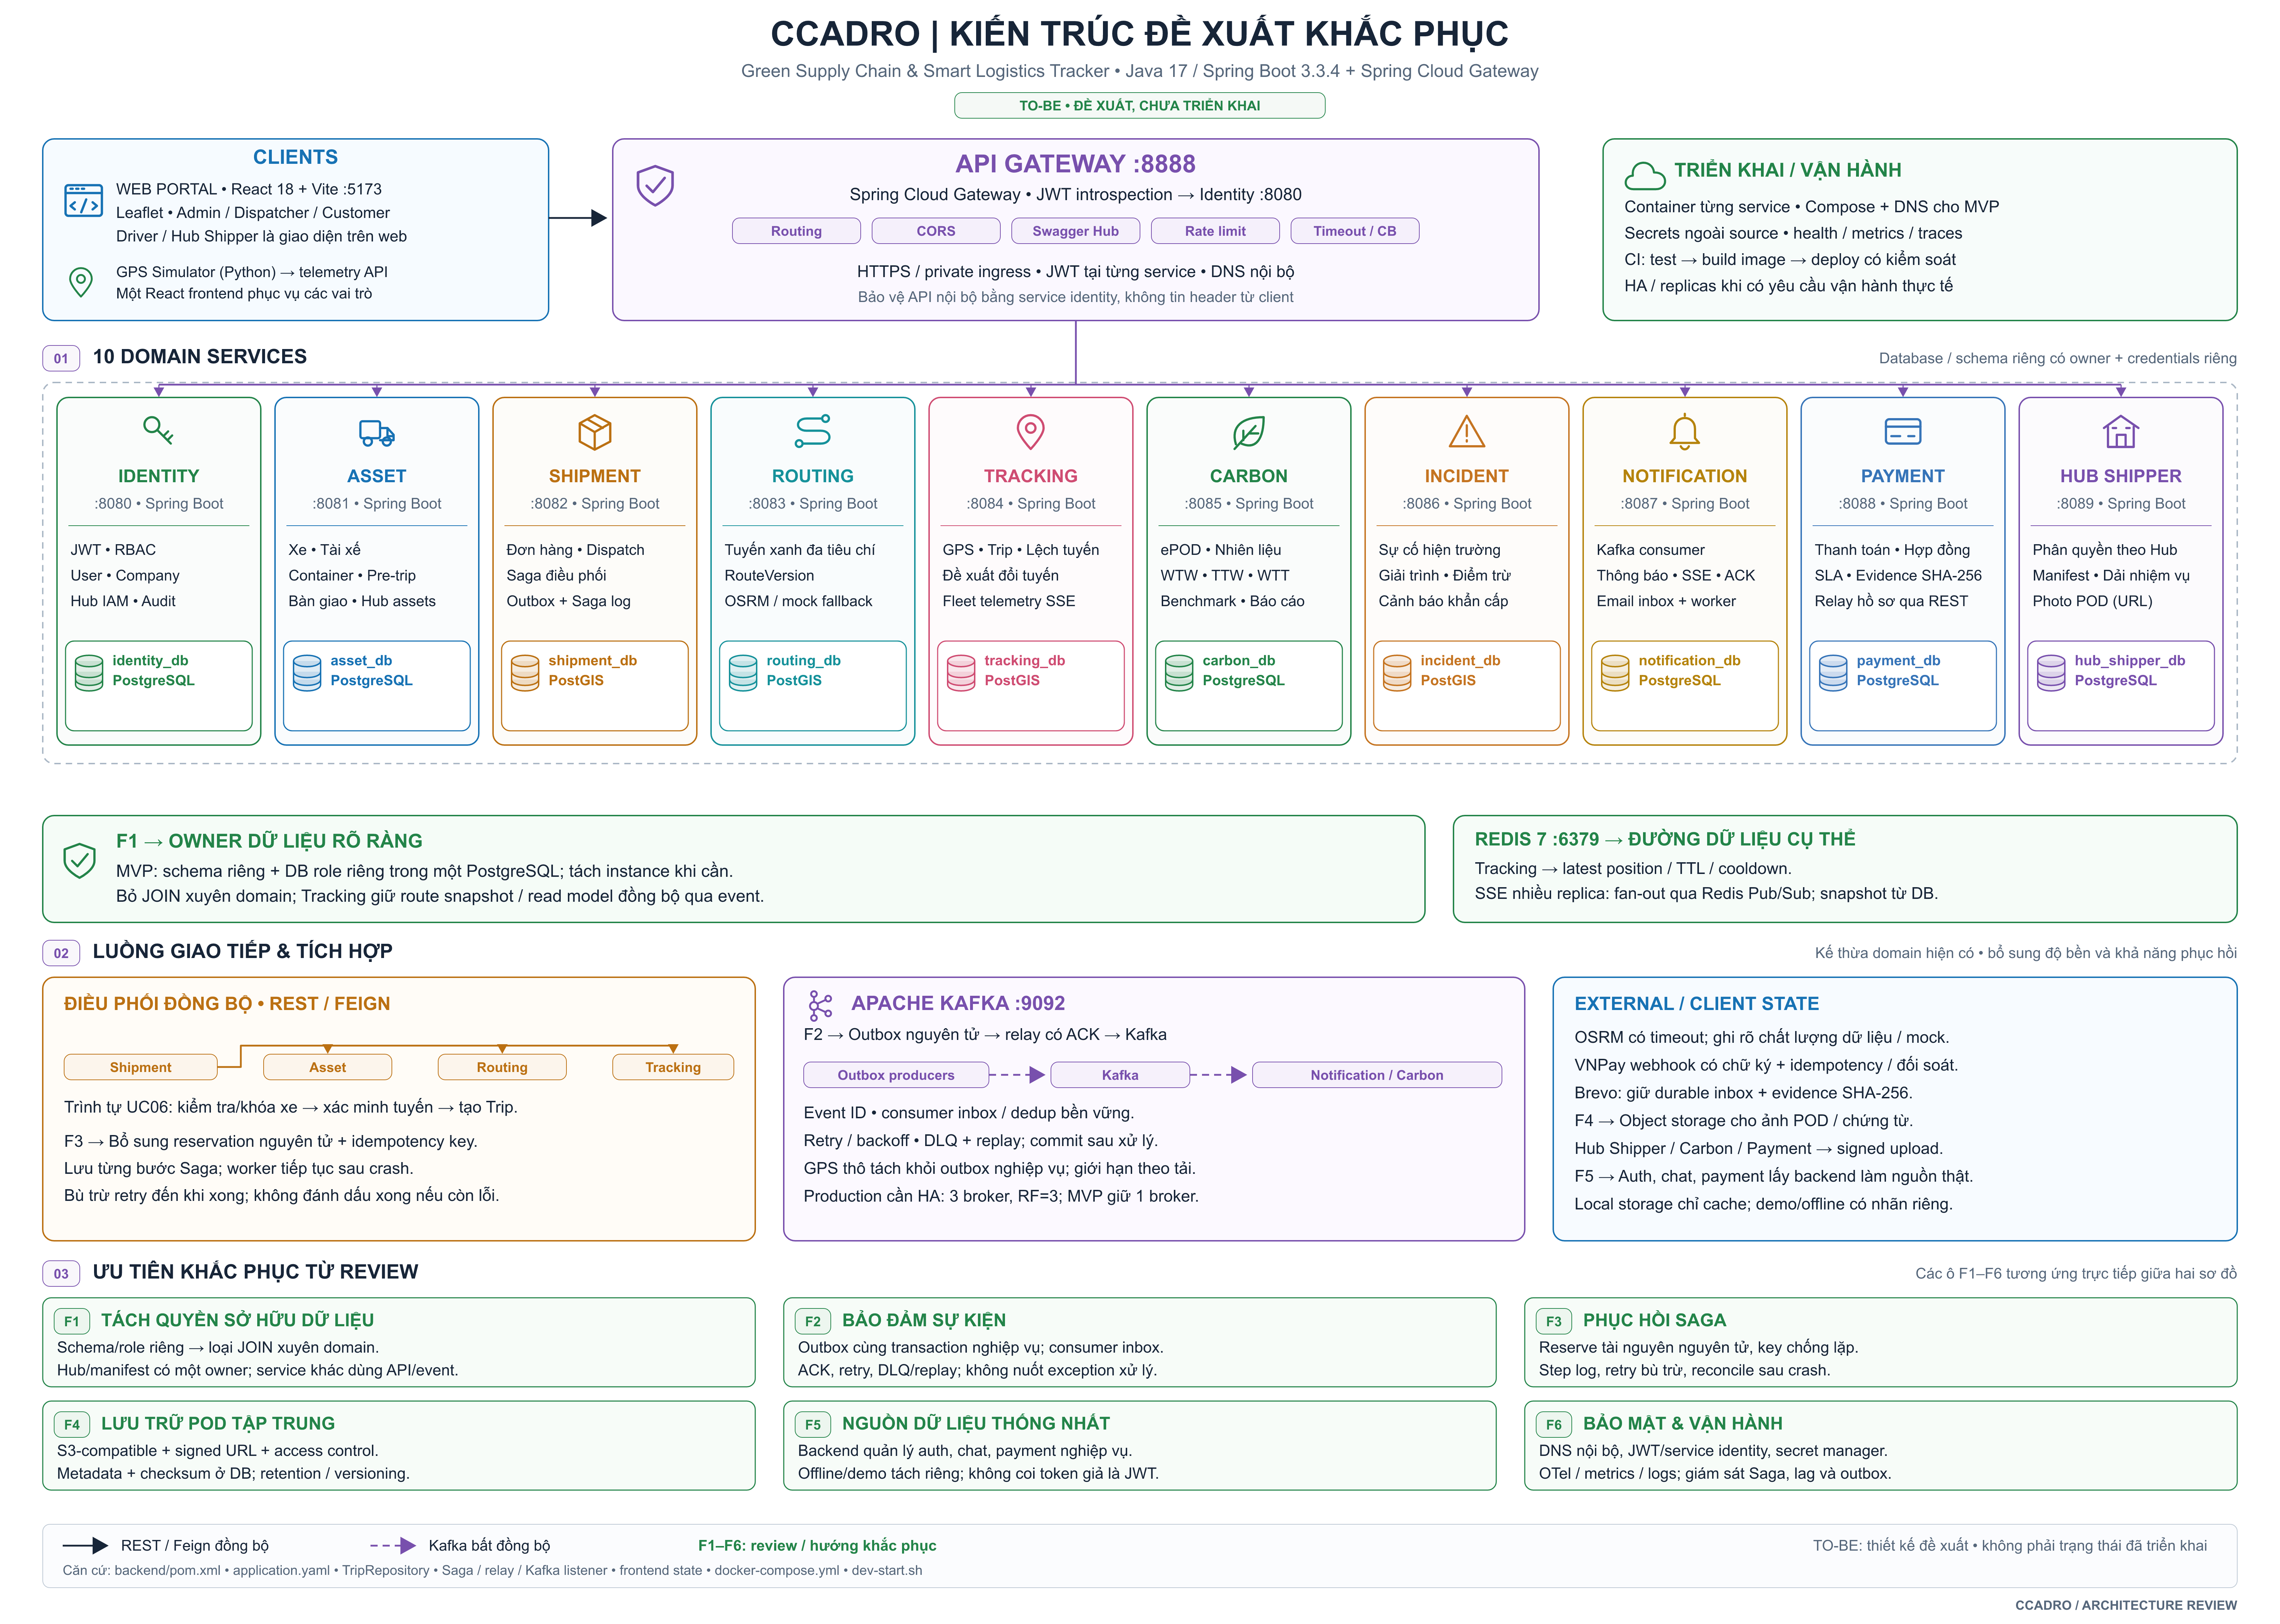 CCADRO | KIẾN TRÚC ĐỀ XUẤT KHẮC PHỤC
Green Supply Chain & Smart Logistics Tracker • Java 17 / Spring Boot 3.3.4 + Spring Cloud Gateway
TO-BE • ĐỀ XUẤT, CHƯA TRIỂN KHAI
CLIENTS
WEB PORTAL • React 18 + Vite :5173
Leaflet • Admin / Dispatcher / Customer
Driver / Hub Shipper là giao diện trên web
GPS Simulator (Python) → telemetry API
Một React frontend phục vụ các vai trò
API GATEWAY :8888
Spring Cloud Gateway • JWT introspection → Identity :8080
Routing
CORS
Swagger Hub
Rate limit
Timeout / CB
HTTPS / private ingress • JWT tại từng service • DNS nội bộ
Bảo vệ API nội bộ bằng service identity, không tin header từ client
TRIỂN KHAI / VẬN HÀNH
Container từng service • Compose + DNS cho MVP
Secrets ngoài source • health / metrics / traces
CI: test → build image → deploy có kiểm soát
HA / replicas khi có yêu cầu vận hành thực tế
01
10 DOMAIN SERVICES
Database / schema riêng có owner + credentials riêng
IDENTITY
:8080 • Spring Boot
JWT • RBAC
User • Company
Hub IAM • Audit
identity_db
PostgreSQL
ASSET
:8081 • Spring Boot
Xe • Tài xế
Container • Pre-trip
Bàn giao • Hub assets
asset_db
PostgreSQL
SHIPMENT
:8082 • Spring Boot
Đơn hàng • Dispatch
Saga điều phối
Outbox + Saga log
shipment_db
PostGIS
ROUTING
:8083 • Spring Boot
Tuyến xanh đa tiêu chí
RouteVersion
OSRM / mock fallback
routing_db
PostGIS
TRACKING
:8084 • Spring Boot
GPS • Trip • Lệch tuyến
Đề xuất đổi tuyến
Fleet telemetry SSE
tracking_db
PostGIS
CARBON
:8085 • Spring Boot
ePOD • Nhiên liệu
WTW • TTW • WTT
Benchmark • Báo cáo
carbon_db
PostgreSQL
INCIDENT
:8086 • Spring Boot
Sự cố hiện trường
Giải trình • Điểm trừ
Cảnh báo khẩn cấp
incident_db
PostGIS
NOTIFICATION
:8087 • Spring Boot
Kafka consumer
Thông báo • SSE • ACK
Email inbox + worker
notification_db
PostgreSQL
PAYMENT
:8088 • Spring Boot
Thanh toán • Hợp đồng
SLA • Evidence SHA-256
Relay hồ sơ qua REST
payment_db
PostgreSQL
HUB SHIPPER
:8089 • Spring Boot
Phân quyền theo Hub
Manifest • Dải nhiệm vụ
Photo POD (URL)
hub_shipper_db
PostgreSQL
F1 → OWNER DỮ LIỆU RÕ RÀNG
MVP: schema riêng + DB role riêng trong một PostgreSQL; tách instance khi cần.
Bỏ JOIN xuyên domain; Tracking giữ route snapshot / read model đồng bộ qua event.
REDIS 7 :6379 → ĐƯỜNG DỮ LIỆU CỤ THỂ
Tracking → latest position / TTL / cooldown.
SSE nhiều replica: fan-out qua Redis Pub/Sub; snapshot từ DB.
02
LUỒNG GIAO TIẾP & TÍCH HỢP
Kế thừa domain hiện có • bổ sung độ bền và khả năng phục hồi
ĐIỀU PHỐI ĐỒNG BỘ • REST / FEIGN
Shipment
Asset
Routing
Tracking
Trình tự UC06: kiểm tra/khóa xe → xác minh tuyến → tạo Trip.
F3 → Bổ sung reservation nguyên tử + idempotency key.
Lưu từng bước Saga; worker tiếp tục sau crash.
Bù trừ retry đến khi xong; không đánh dấu xong nếu còn lỗi.
APACHE KAFKA :9092
F2 → Outbox nguyên tử → relay có ACK → Kafka
Outbox producers
Kafka
Notification / Carbon
Event ID • consumer inbox / dedup bền vững.
Retry / backoff • DLQ + replay; commit sau xử lý.
GPS thô tách khỏi outbox nghiệp vụ; giới hạn theo tải.
Production cần HA: 3 broker, RF=3; MVP giữ 1 broker.
EXTERNAL / CLIENT STATE
OSRM có timeout; ghi rõ chất lượng dữ liệu / mock.
VNPay webhook có chữ ký + idempotency / đối soát.
Brevo: giữ durable inbox + evidence SHA-256.
F4 → Object storage cho ảnh POD / chứng từ.
Hub Shipper / Carbon / Payment → signed upload.
F5 → Auth, chat, payment lấy backend làm nguồn thật.
Local storage chỉ cache; demo/offline có nhãn riêng.
03
ƯU TIÊN KHẮC PHỤC TỪ REVIEW
Các ô F1–F6 tương ứng trực tiếp giữa hai sơ đồ
F1
TÁCH QUYỀN SỞ HỮU DỮ LIỆU
Schema/role riêng → loại JOIN xuyên domain.
Hub/manifest có một owner; service khác dùng API/event.
F2
BẢO ĐẢM SỰ KIỆN
Outbox cùng transaction nghiệp vụ; consumer inbox.
ACK, retry, DLQ/replay; không nuốt exception xử lý.
F3
PHỤC HỒI SAGA
Reserve tài nguyên nguyên tử, key chống lặp.
Step log, retry bù trừ, reconcile sau crash.
F4
LƯU TRỮ POD TẬP TRUNG
S3-compatible + signed URL + access control.
Metadata + checksum ở DB; retention / versioning.
F5
NGUỒN DỮ LIỆU THỐNG NHẤT
Backend quản lý auth, chat, payment nghiệp vụ.
Offline/demo tách riêng; không coi token giả là JWT.
F6
BẢO MẬT & VẬN HÀNH
DNS nội bộ, JWT/service identity, secret manager.
OTel / metrics / logs; giám sát Saga, lag và outbox.
REST / Feign đồng bộ
Kafka bất đồng bộ
F1–F6: review / hướng khắc phục
TO-BE: thiết kế đề xuất • không phải trạng thái đã triển khai
Căn cứ: backend/pom.xml • application.yaml • TripRepository • Saga / relay / Kafka listener • frontend state • docker-compose.yml • dev-start.sh
CCADRO / ARCHITECTURE REVIEW